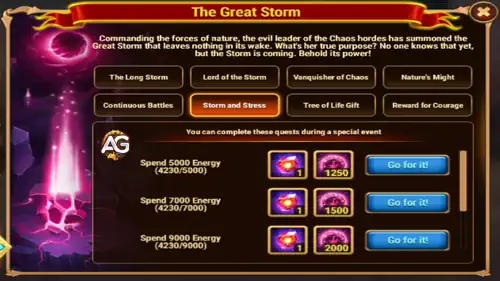 The Great Storm
Commanding the forces of nature, the evil leader of the Chaos hordes has summoned the
Great Storm that leaves nothing in its wake. What's her true purpose? No one knows that yet,
but the Storm is coming. Behold its power!
The Long Storm
Lord of the Storm
Vanquisher of Chaos
Nature's Might
Continuous Battles
Storm and Stress
Tree of Life Gift
Reward for Courage
You can complete these quests during a special event
AG
Spend 5000 Energy
(4230/5000)
1
1250
Go for it!
Spend 7000 Energy
(4230/7000)
1
1500
Go for it!
Spend 9000 Energy
(4230/9000)
1
2000
Go for it!